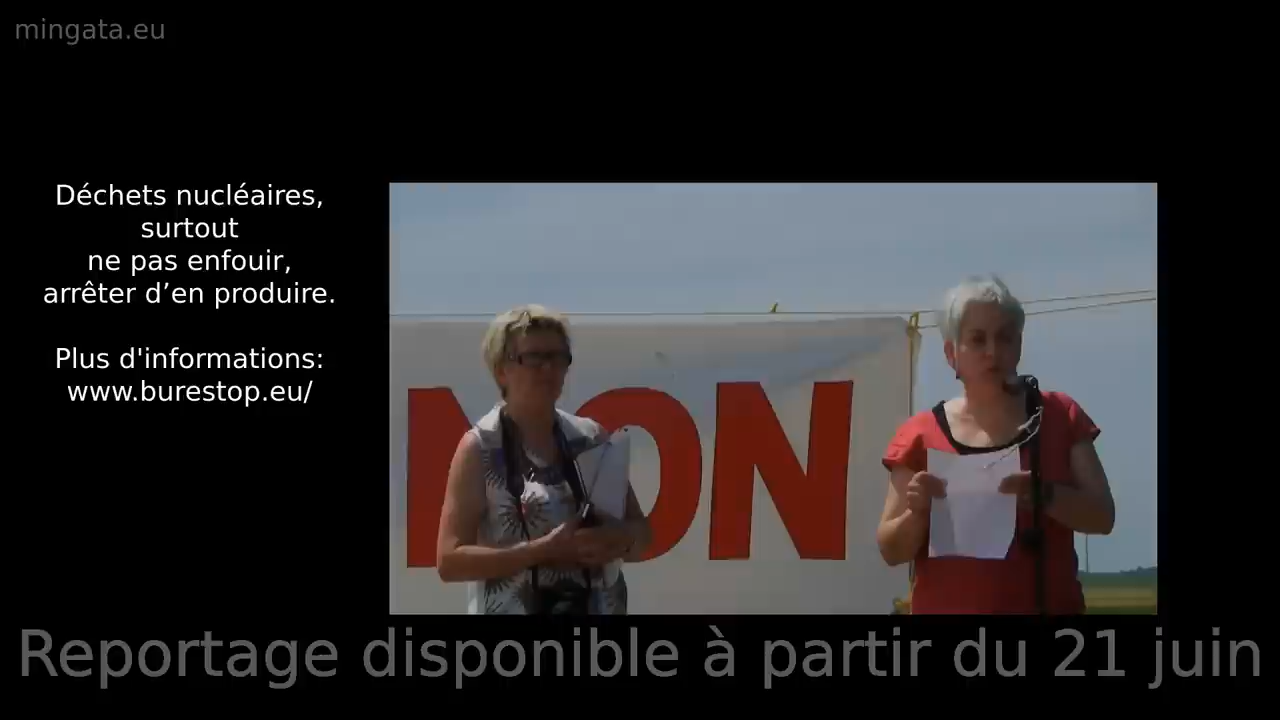 mingata.eu
Déchets nucléaires,
surtout
ne pas enfouir,
arrêter d’en produire.
Plus d'informations:
www.burestop.eu/
NON
Reportage disponible à partir du 21 juin